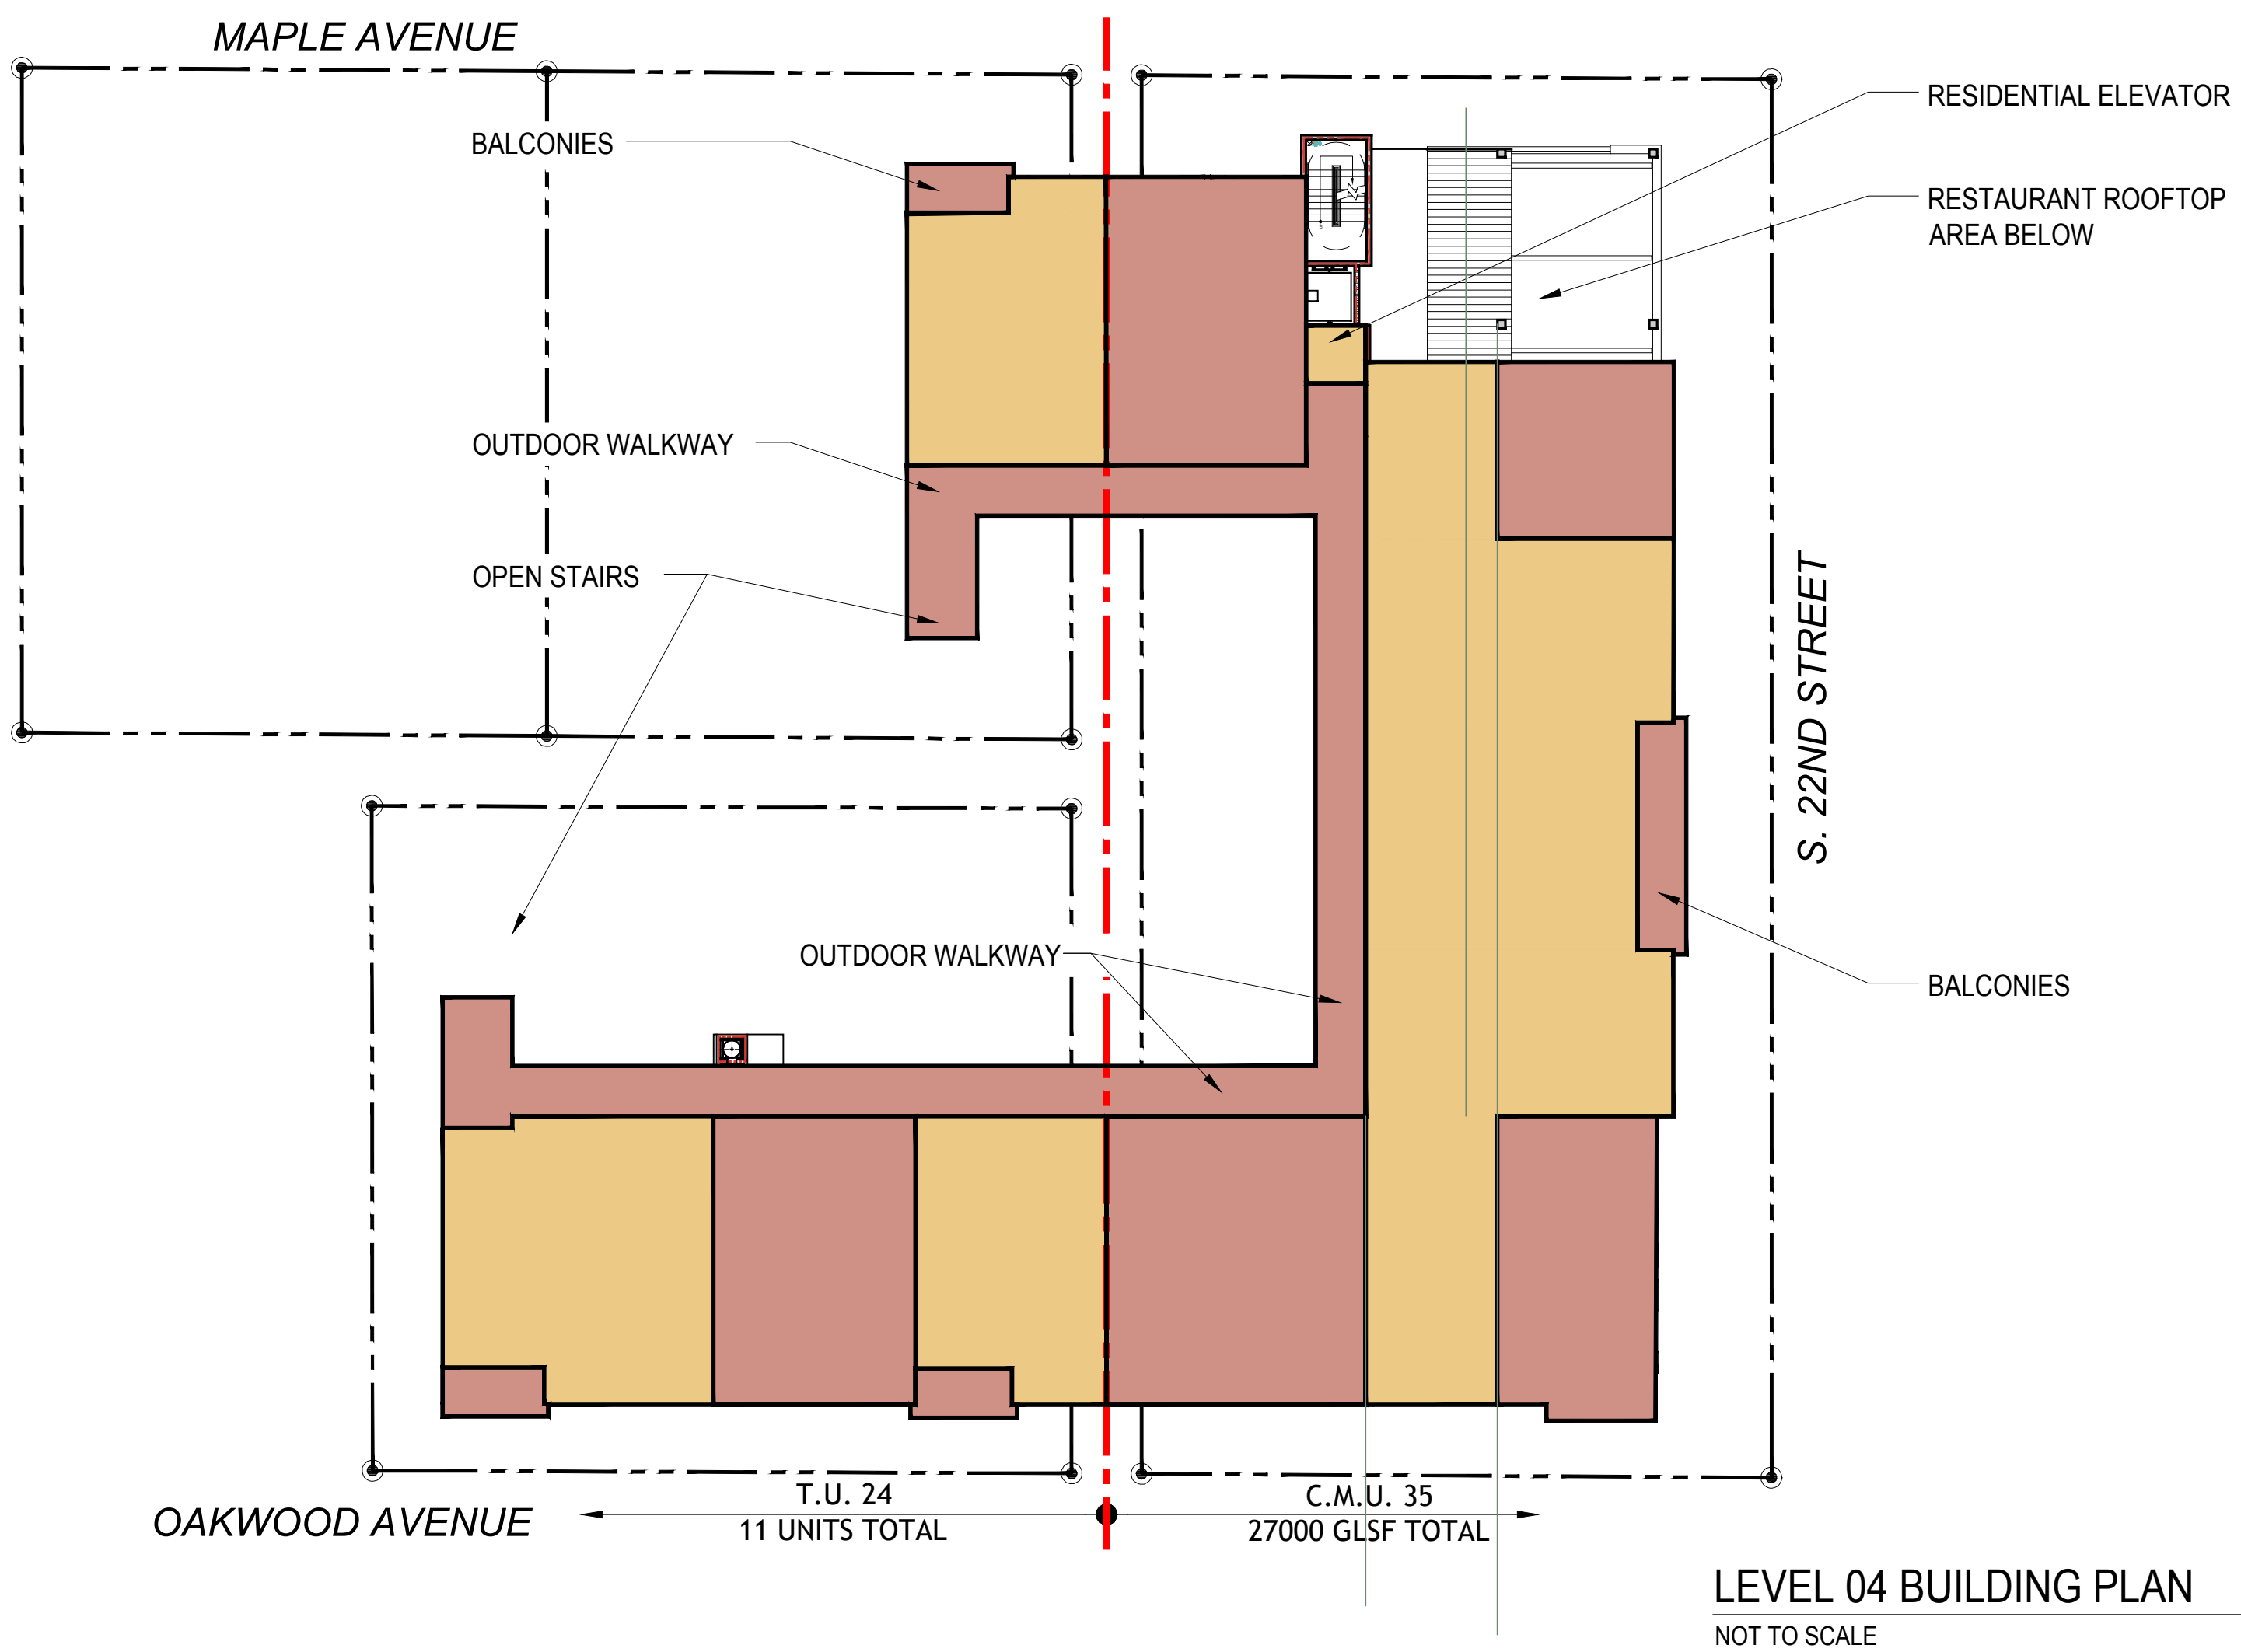 MAPLE AVENUE
RESIDENTIAL ELEVATOR
BALCONIES
RESTAURANT ROOFTOP
AREA BELOW
OUTDOOR WALKWAY
OPEN STAIRS
S. 22ND STREET
OUTDOOR WALKWAY
BALCONIES
T.U. 24
11 UNITS TOTAL
C.M.U. 35
27000 GLSF TOTAL
OAKWOOD AVENUE
LEVEL 04 BUILDING PLAN
NOT TO SCALE